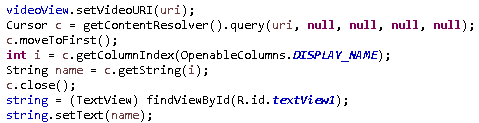 videoView.setVideoURI(uri);
Cursor c = getContentResolver().query(uri, null, null, null, null);
c.moveToFirst();
int i = c.getColumnIndex(OpenableColumns.DISPLAY_NAME);
String name = c.getString(i);
c.close();
string = (TextView) findViewById(R.id.textView1);
string.setText(name);